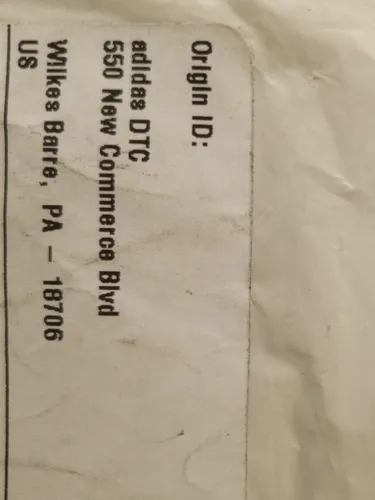 Origin ID:
adidas DTC
550 New Commerce Blvd
Wilkes Barre, PA - 18706
US